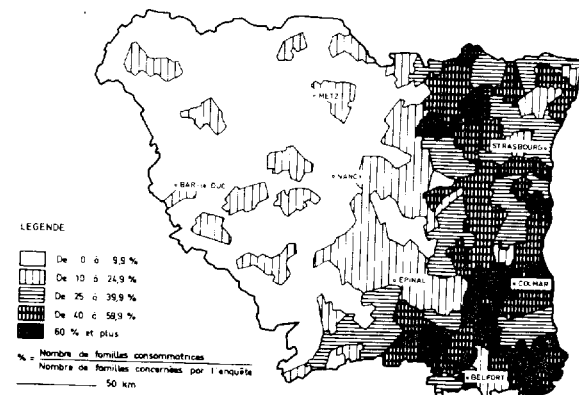 METZ
STRASBOURG
NANCY
BAR-le DUC
EPINAL
COLMAR
BELFORT
LEGENDE
De 0 à 9,9 %
De 10 à 24,9 %
De 25 à 39,9 %
De 40 à 59,9 %
60 % et plus
% = Nombre de familles consommatrices
Nombre de familles concernées par l'enquête
50 km